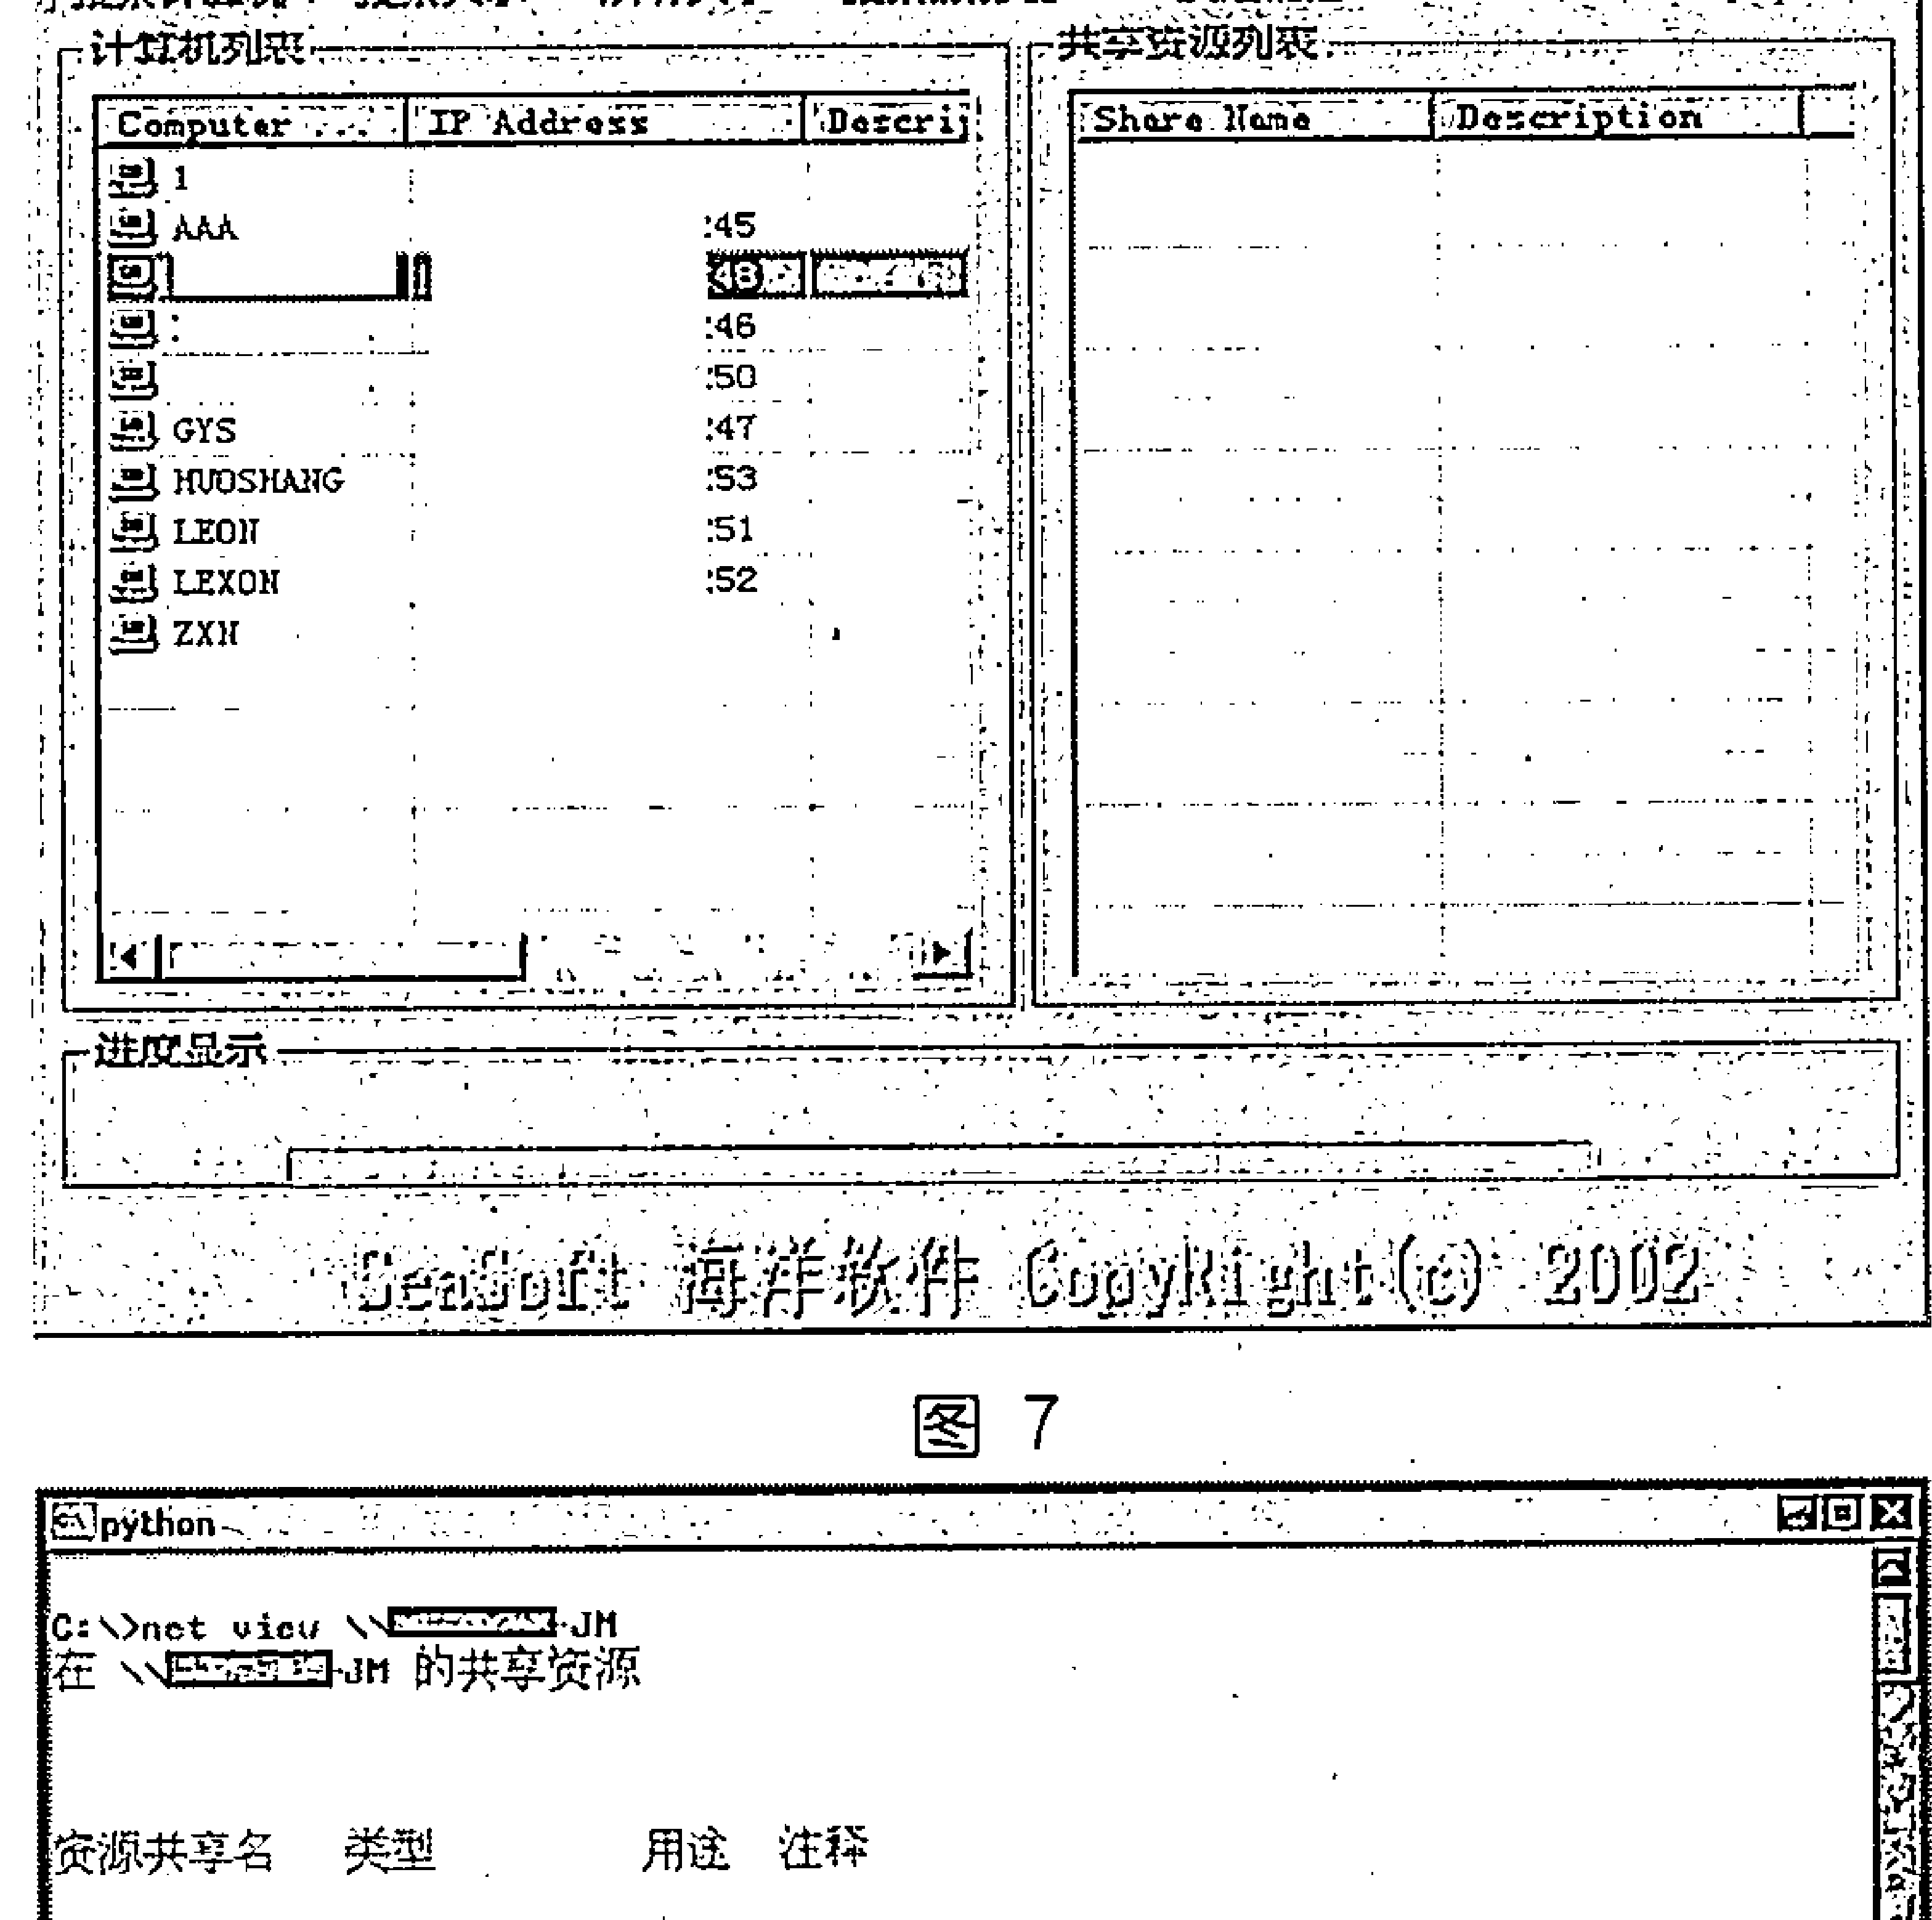 计算机列表
共享资源列表
Computer ... IP Address Descri
Share Name Description
1
AAA :45
48
: :46
:50
GYS :47
HUOSHANG :53
LEON :51
LEXON :52
ZXN
进度显示
SeaSoft 海洋软件 CopyRight(c) 2002
图 7
python
C:\>net view \\ -JM
在 \\ -JM 的共享资源
资源共享名 类型 用途 注释